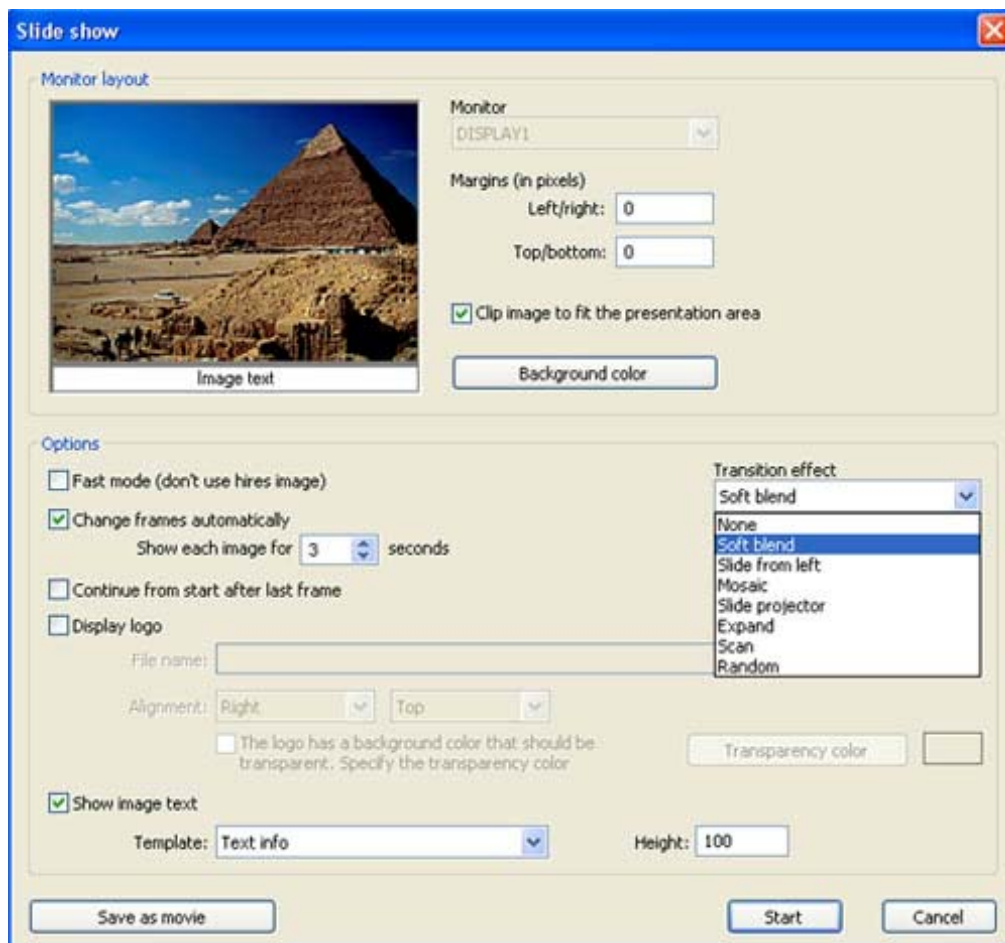 Slide show
Monitor layout
Monitor
DISPLAY1
Margins (in pixels)
Left/right: 0
Top/bottom: 0
Clip image to fit the presentation area
Image text
Background color
Options
Fast mode (don't use hires image)
Transition effect
Soft blend
Change frames automatically
Show each image for 3 seconds
None
Soft blend
Slide from left
Mosaic
Slide projector
Expand
Scan
Random
Continue from start after last frame
Display logo
File name:
Alignment: Right Top
The logo has a background color that should be
transparent. Specify the transparency color
Transparency color
Show image text
Template: Text info Height: 100
Save as movie Start Cancel